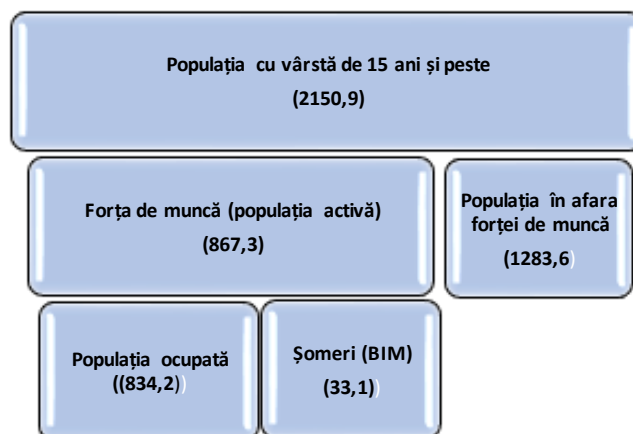 Populația cu vârstă de 15 ani și peste
(2150,9)
Forța de muncă (populația activă)
(867,3)
Populația în afara
forței de muncă
(1283,6)
Populația ocupată
((834,2))
Șomeri (BIM)
(33,1)